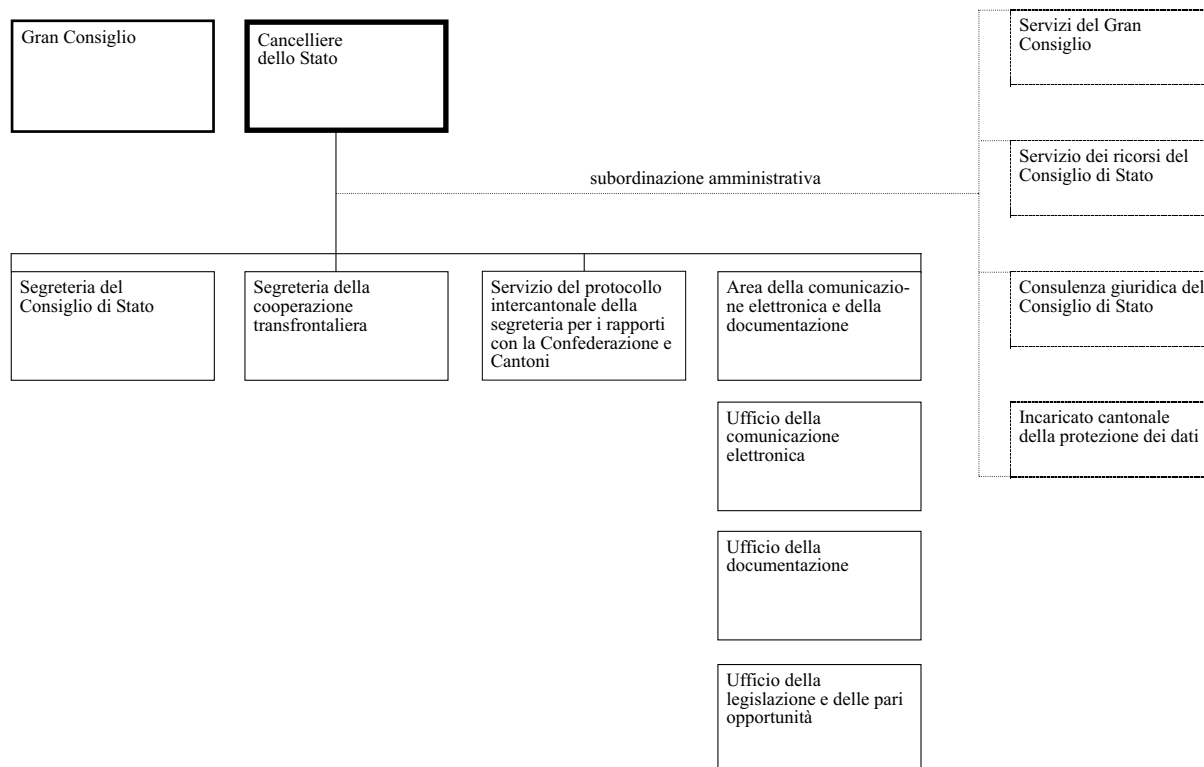 Gran Consiglio
Cancelliere
dello Stato
Servizi del Gran
Consiglio
Servizio dei ricorsi del
Consiglio di Stato
subordinazione amministrativa
Segreteria del
Consiglio di Stato
Segreteria della
cooperazione
transfrontaliera
Servizio del protocollo
intercantonale della
segreteria per i rapporti
con la Confederazione e
Cantoni
Area della comunicazio-
ne elettronica e della
documentazione
Consulenza giuridica del
Consiglio di Stato
Ufficio della
comunicazione
elettronica
Incaricato cantonale
della protezione dei dati
Ufficio della
documentazione
Ufficio della
legislazione e delle pari
opportunità